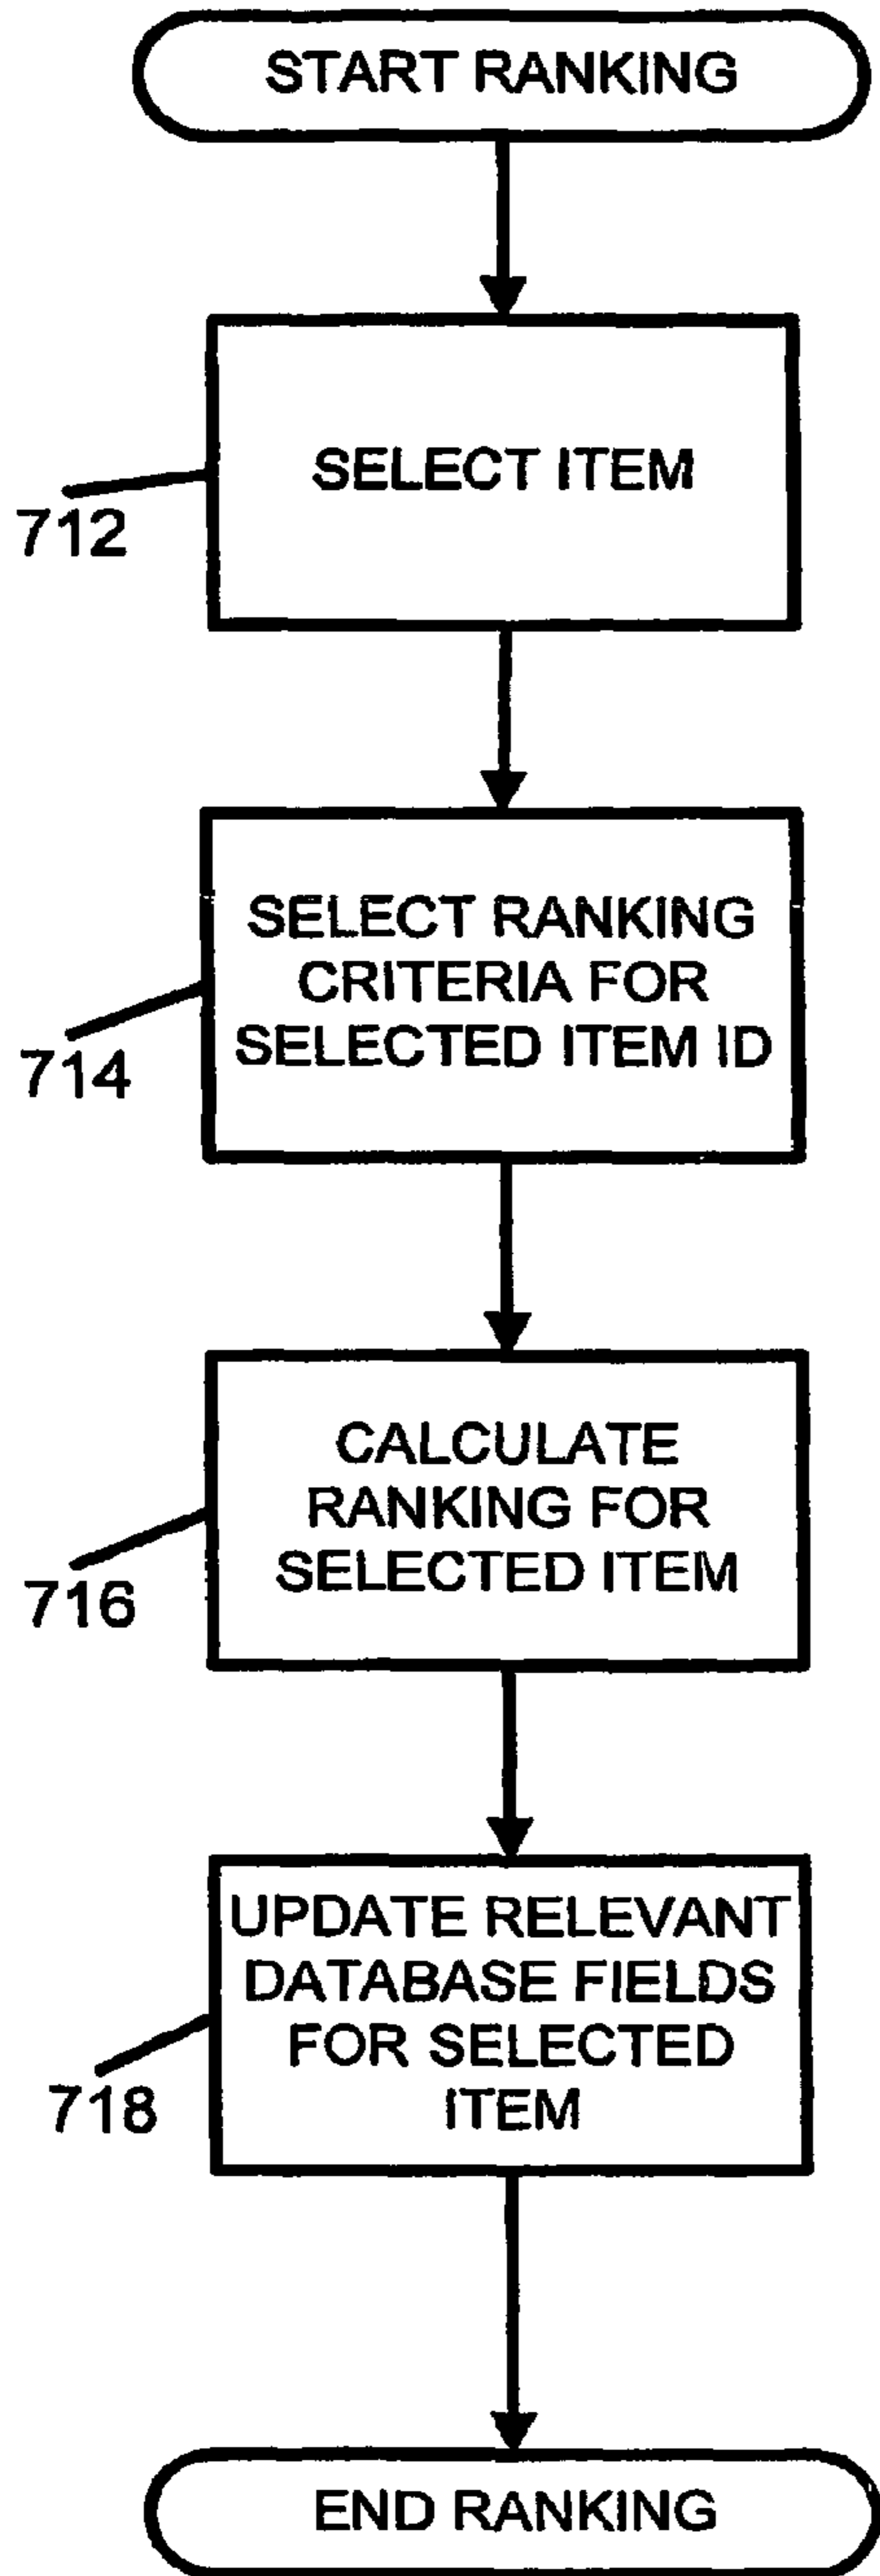 START RANKING
SELECT ITEM
712
SELECT RANKING
CRITERIA FOR
SELECTED ITEM ID
714
CALCULATE
RANKING FOR
SELECTED ITEM
716
UPDATE RELEVANT
DATABASE FIELDS
FOR SELECTED
ITEM
718
END RANKING